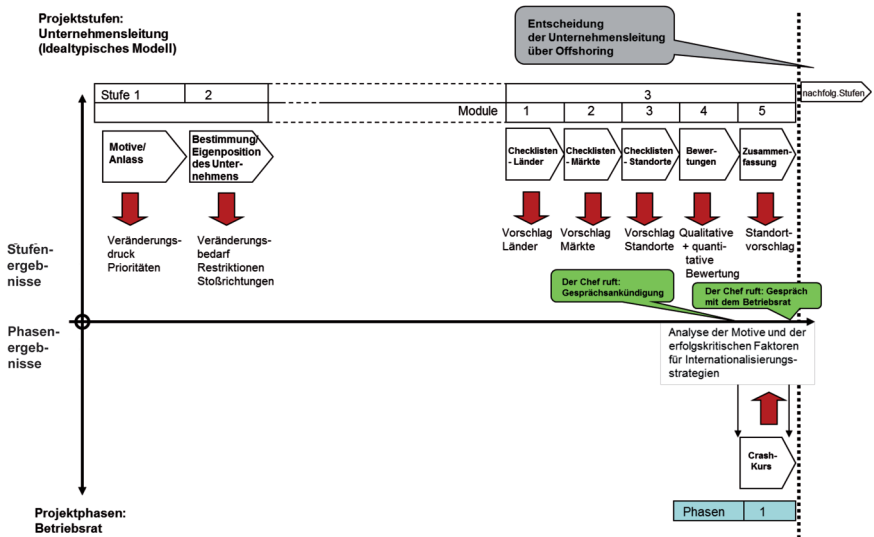 Projektstufen:
Unternehmensleitung
(Idealtypisches Modell)
Entscheidung
der Unternehmensleitung
über Offshoring
Stufe 1
2
3
nachfolg.Stufen
Module
1
2
3
4
5
Motive/
Anlass
Bestimmung/
Eigenposition
des Unter-
nehmens
Checklisten
- Länder
Checklisten
- Märkte
Checklisten
- Standorte
Bewer-
tungen
Zusammen-
fassung
Veränderungs-
druck
Prioritäten
Veränderungs-
bedarf
Restriktionen
Stoßrichtungen
Vorschlag
Länder
Vorschlag
Märkte
Vorschlag
Standorte
Qualitative
+ quanti-
tative
Bewertung
Standort-
vorschlag
Stufen-
ergeb-
nisse
Der Chef ruft:
Gesprächsankündigung
Der Chef ruft: Gespräch
mit dem Betriebsrat
Phasen-
ergeb-
nisse
Analyse der Motive und der
erfolgskritischen Faktoren
für Internationalisierungs-
strategien
Crash-
Kurs
Projektphasen:
Betriebsrat
Phasen
1